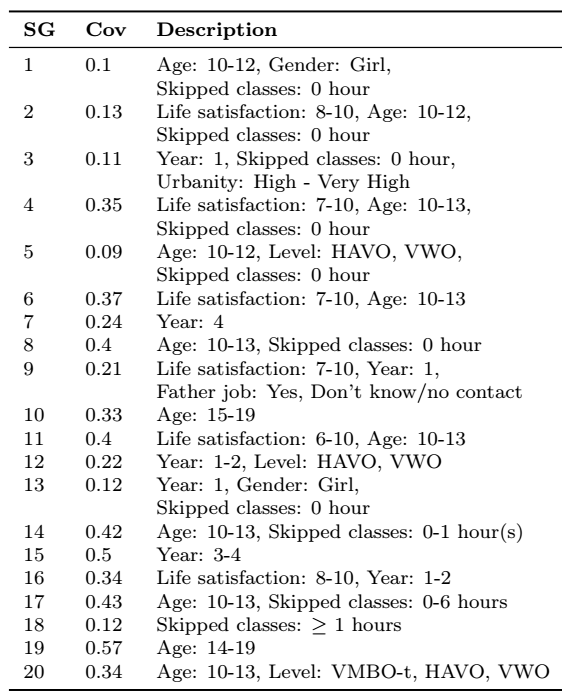 SG Cov Description
1 0.1 Age: 10-12, Gender: Girl,
Skipped classes: 0 hour
2 0.13 Life satisfaction: 8-10, Age: 10-12,
Skipped classes: 0 hour
3 0.11 Year: 1, Skipped classes: 0 hour,
Urbanity: High - Very High
4 0.35 Life satisfaction: 7-10, Age: 10-13,
Skipped classes: 0 hour
5 0.09 Age: 10-12, Level: HAVO, VWO,
Skipped classes: 0 hour
6 0.37 Life satisfaction: 7-10, Age: 10-13
7 0.24 Year: 4
8 0.4 Age: 10-13, Skipped classes: 0 hour
9 0.21 Life satisfaction: 7-10, Year: 1,
Father job: Yes, Don't know/no contact
10 0.33 Age: 15-19
11 0.4 Life satisfaction: 6-10, Age: 10-13
12 0.22 Year: 1-2, Level: HAVO, VWO
13 0.12 Year: 1, Gender: Girl,
Skipped classes: 0 hour
14 0.42 Age: 10-13, Skipped classes: 0-1 hour(s)
15 0.5 Year: 3-4
16 0.34 Life satisfaction: 8-10, Year: 1-2
17 0.43 Age: 10-13, Skipped classes: 0-6 hours
18 0.12 Skipped classes: ≥ 1 hours
19 0.57 Age: 14-19
20 0.34 Age: 10-13, Level: VMBO-t, HAVO, VWO